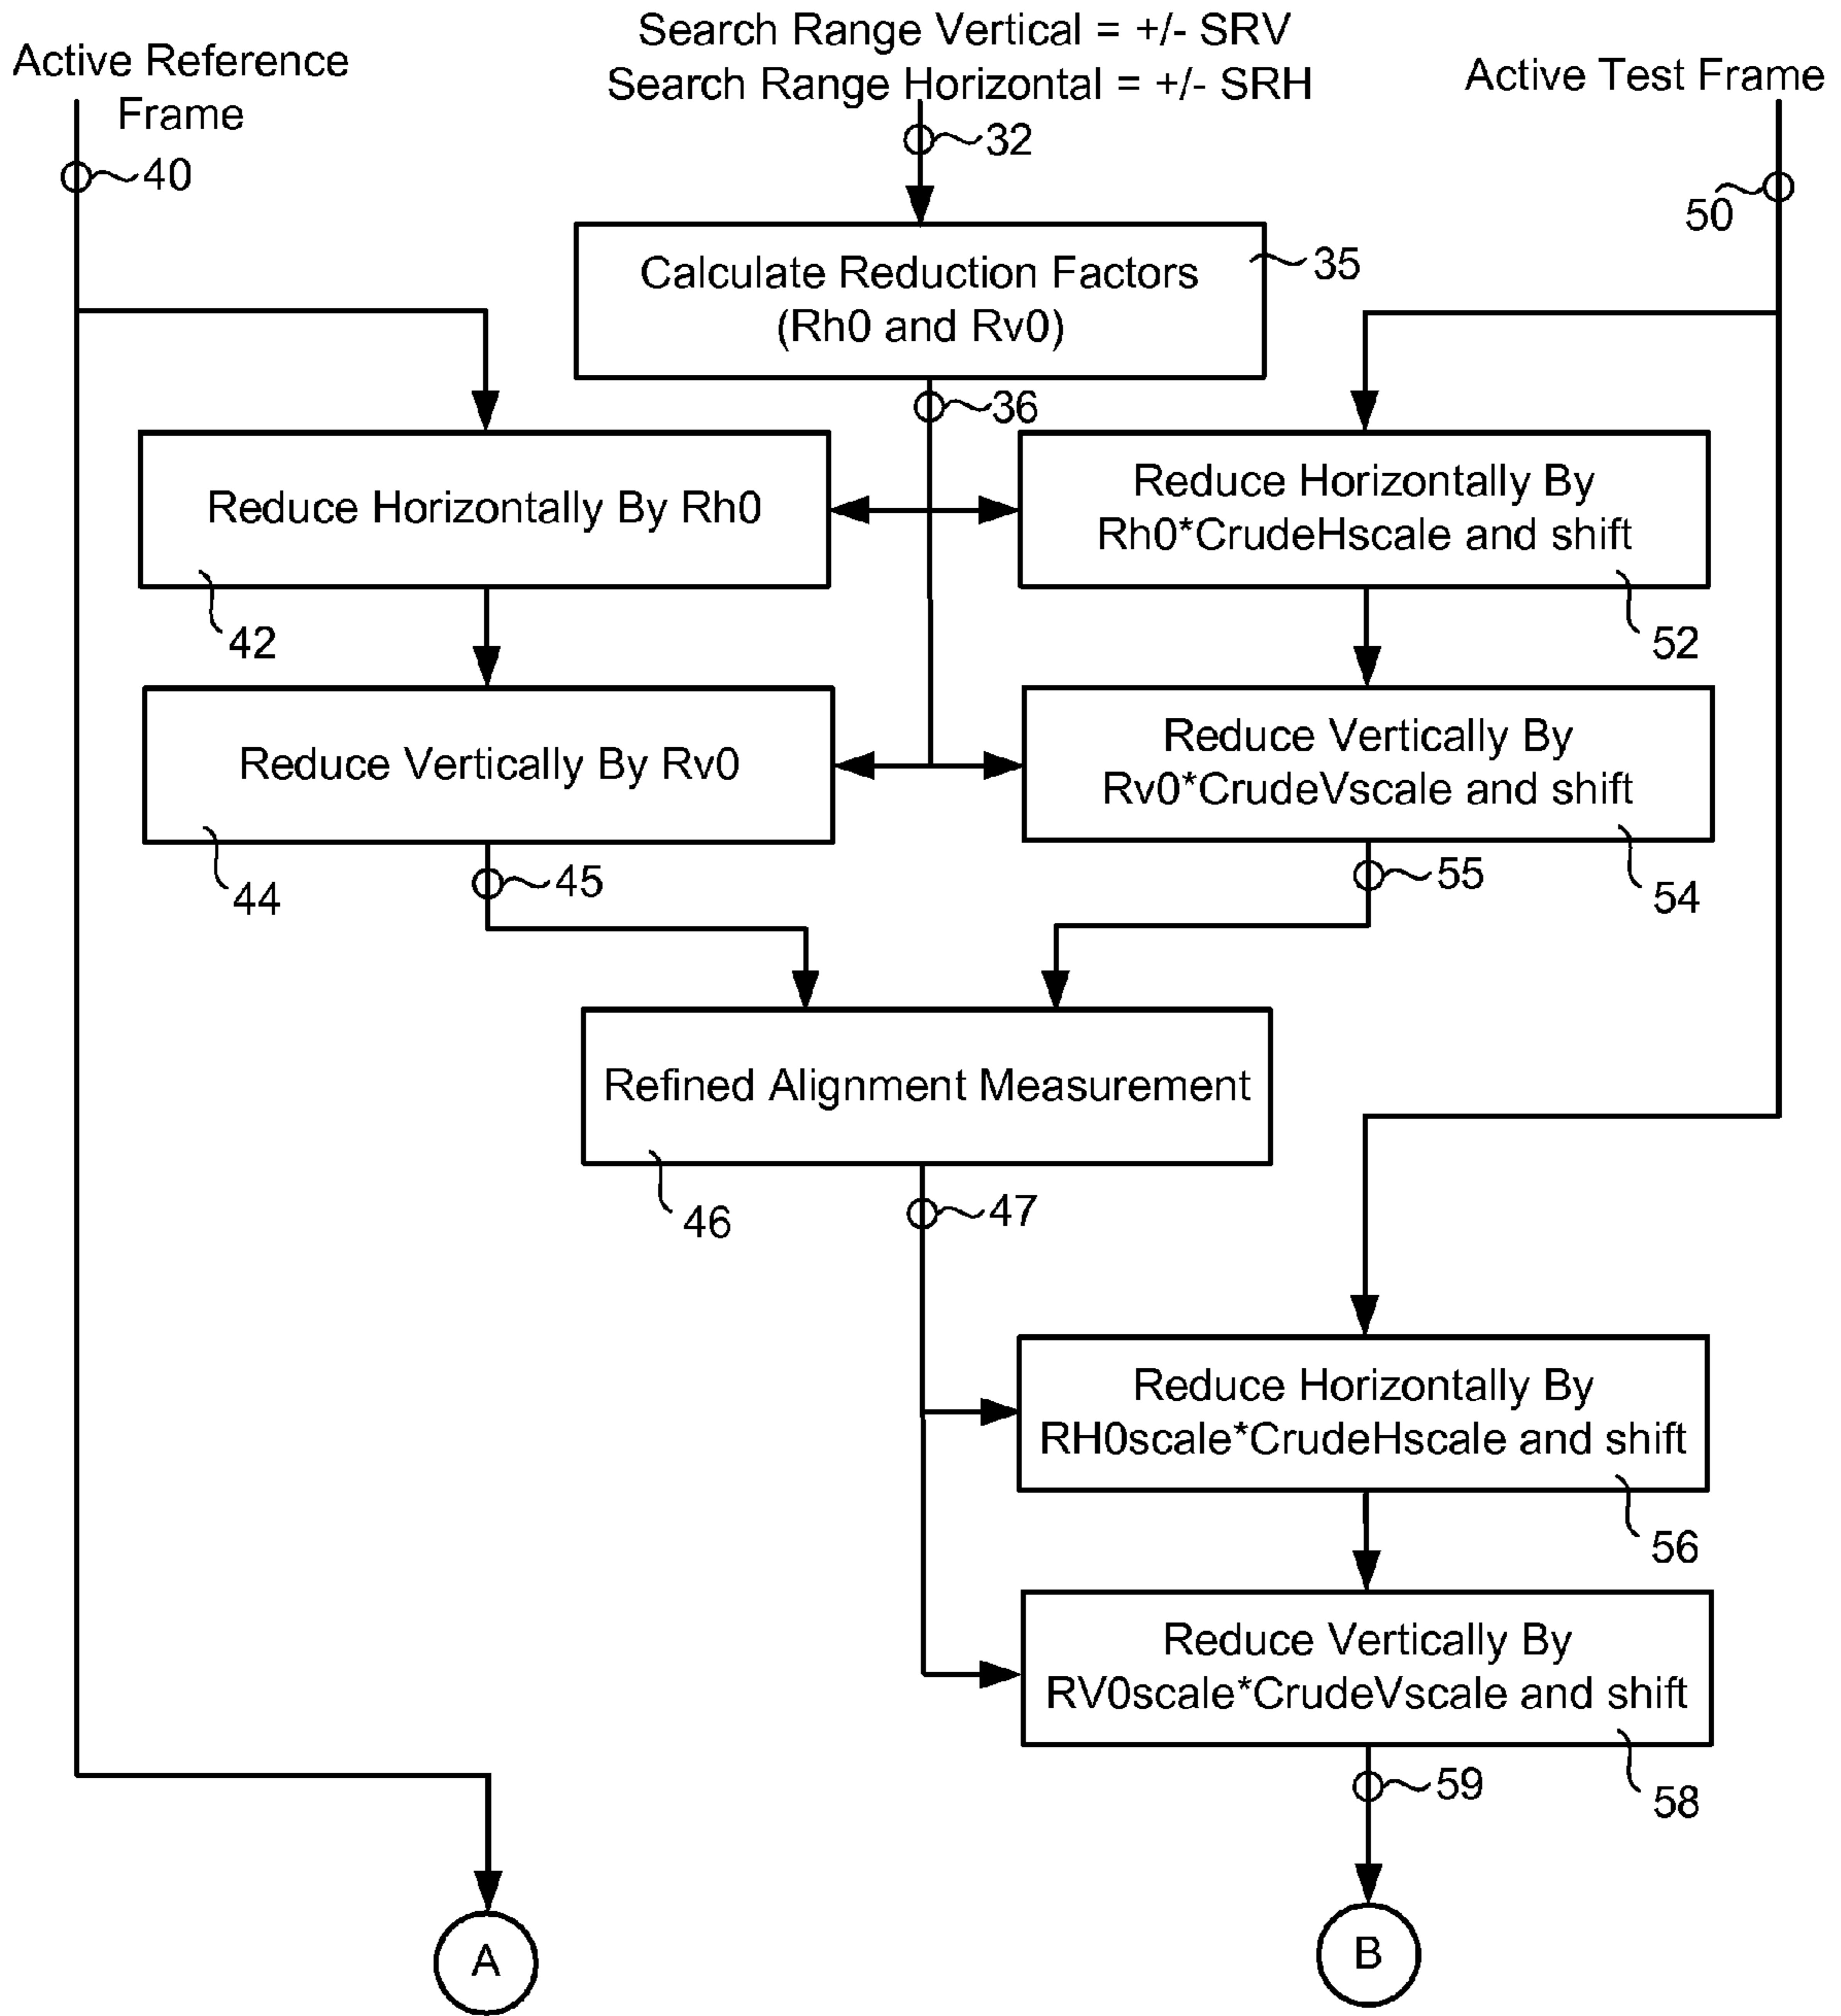 Search Range Vertical = +/- SRV
Search Range Horizontal = +/- SRH
Active Reference
Frame
Active Test Frame
32
40
50
Calculate Reduction Factors
(Rh0 and Rv0)
35
36
Reduce Horizontally By Rh0
42
Reduce Horizontally By
Rh0*CrudeHscale and shift
52
Reduce Vertically By Rv0
44
Reduce Vertically By
Rv0*CrudeVscale and shift
54
45
55
Refined Alignment Measurement
46
47
Reduce Horizontally By
RH0scale*CrudeHscale and shift
56
Reduce Vertically By
RV0scale*CrudeVscale and shift
58
59
A
B